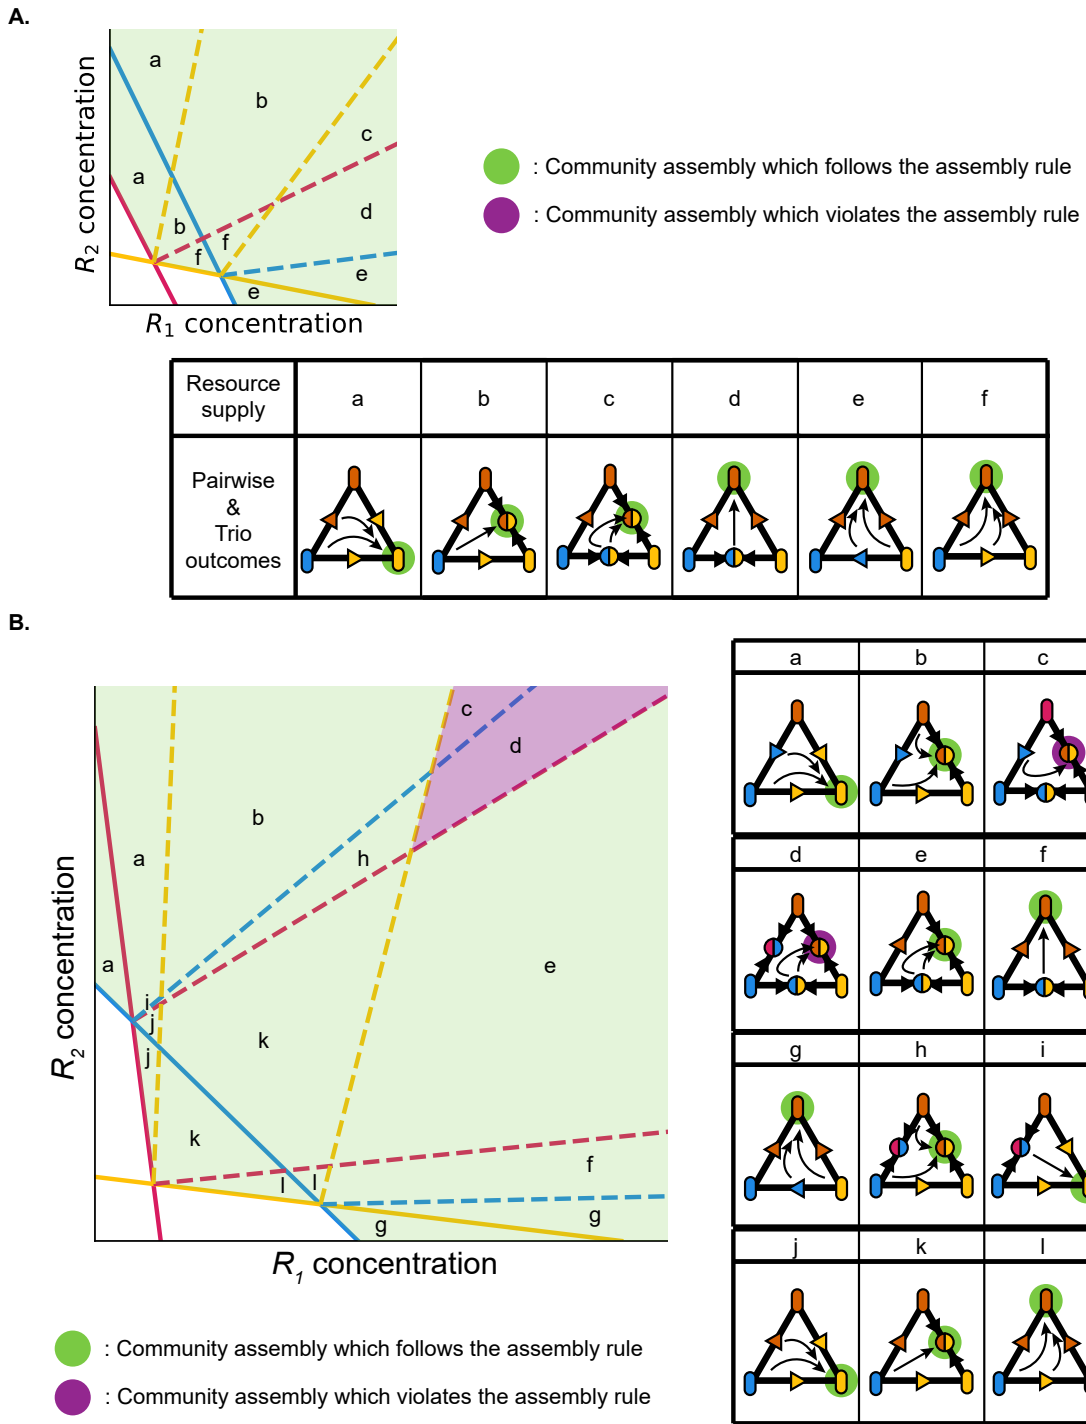 A.
a
b
c
a
d
b
f
f
e
e
R2 concentration
R1 concentration
: Community assembly which follows the assembly rule
: Community assembly which violates the assembly rule
Resource supply
a b c d e f
Pairwise
&
Trio
outcomes
B.
c
d
b
a
h
e
a
i
j
j
k
k
f
l l
g
g
R2 concentration
R1 concentration
: Community assembly which follows the assembly rule
: Community assembly which violates the assembly rule
a b c
d e f
g h i
j k l